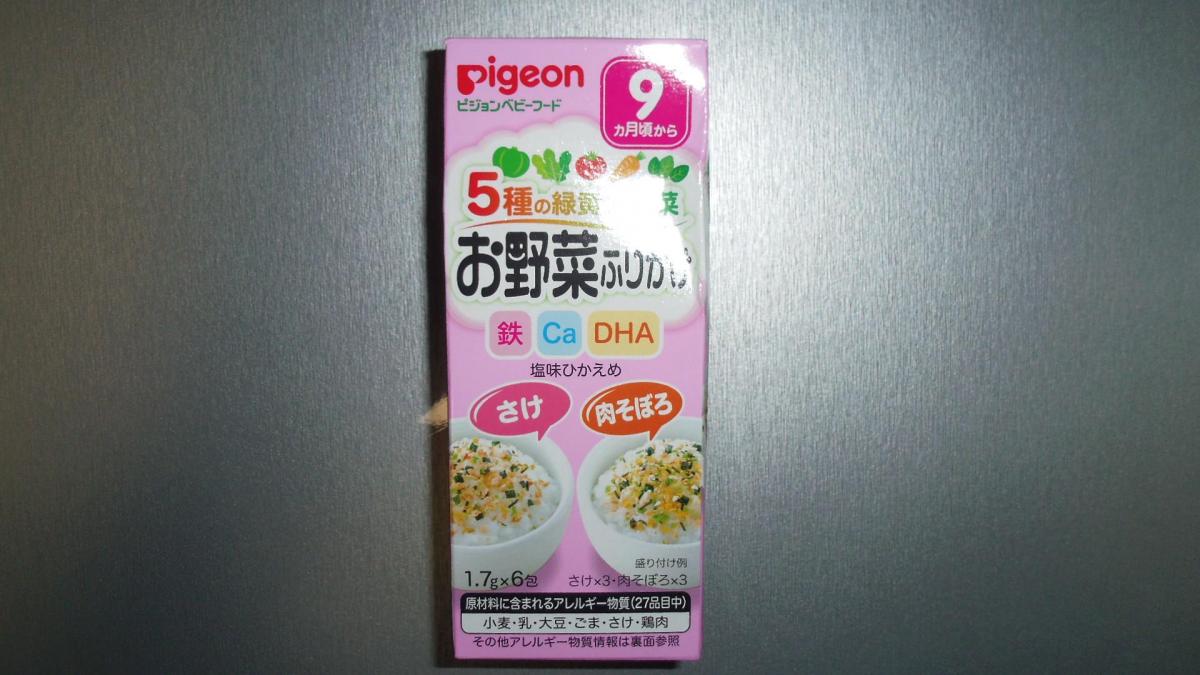 pigeon
ピジョンベビーフード
9
ヵ月頃から
5種の緑黄 菜
お野菜ふりかけ
鉄 Ca DHA
塩味ひかえめ
さけ 肉そぼろ
盛り付け例
1.7g×6包 さけ×3・肉そぼろ×3
原材料に含まれるアレルギー物質(27品目中)
小麦・乳・大豆・ごま・さけ・鶏肉
その他アレルギー物質情報は裏面参照